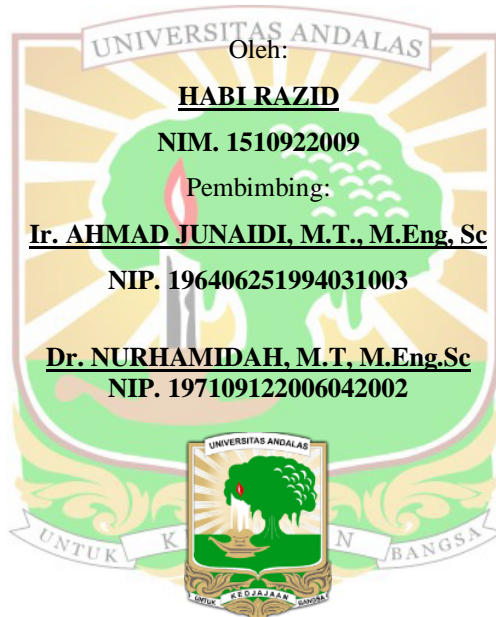 UNIVERSITAS ANDALAS
Oleh:
HABI RAZID
NIM. 1510922009
Pembimbing:
Ir. AHMAD JUNAIDI, M.T., M.Eng, Sc
NIP. 196406251994031003
Dr. NURHAMIDAH, M.T, M.Eng.Sc
NIP. 197109122006042002
UNIVERSITAS ANDALAS
UNTUK K N BANGSA
UNTUK KEDJAJAAN BANGSA